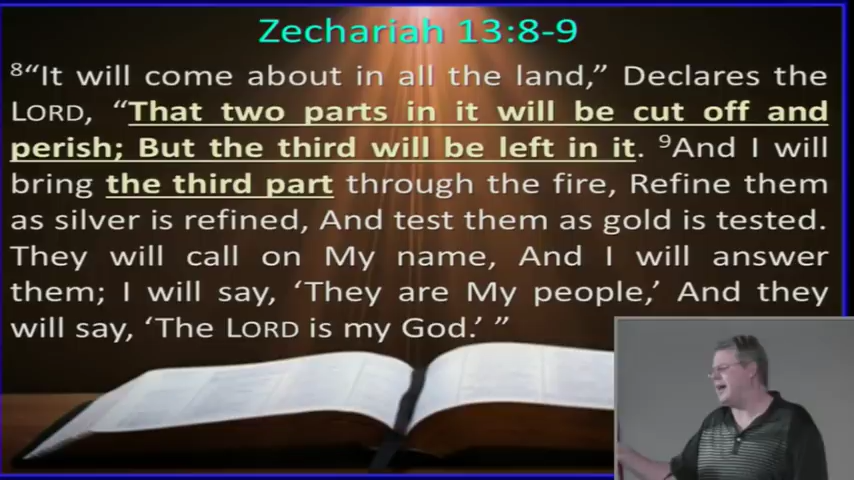 Zechariah 13:8-9
⁸“It will come about in all the land,” Declares the
LORD, “That two parts in it will be cut off and
perish; But the third will be left in it. ⁹And I will
bring the third part through the fire, Refine them
as silver is refined, And test them as gold is tested.
They will call on My name, And I will answer
them; I will say, ‘They are My people,’ And they
will say, ‘The LORD is my God.’ ”